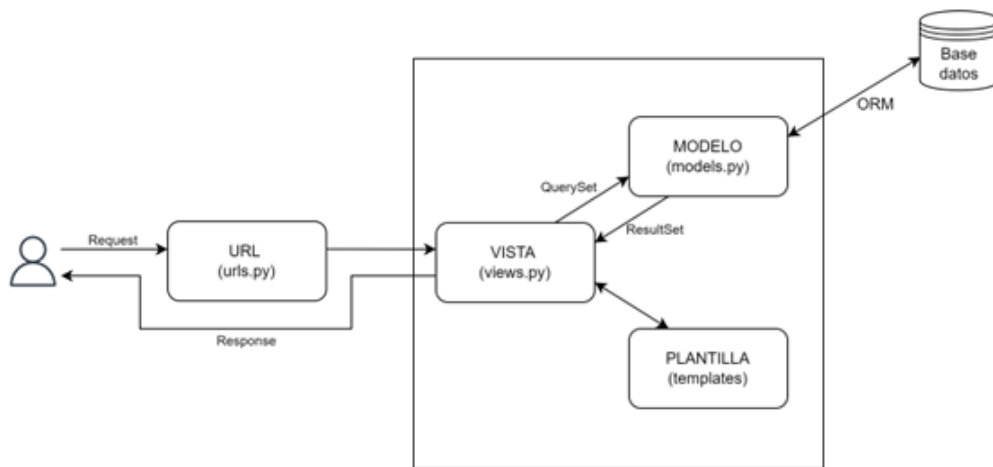 Base
datos
ORM
MODELO
(models.py)
QuerySet
ResultSet
Request
URL
(urls.py)
VISTA
(views.py)
Response
PLANTILLA
(templates)